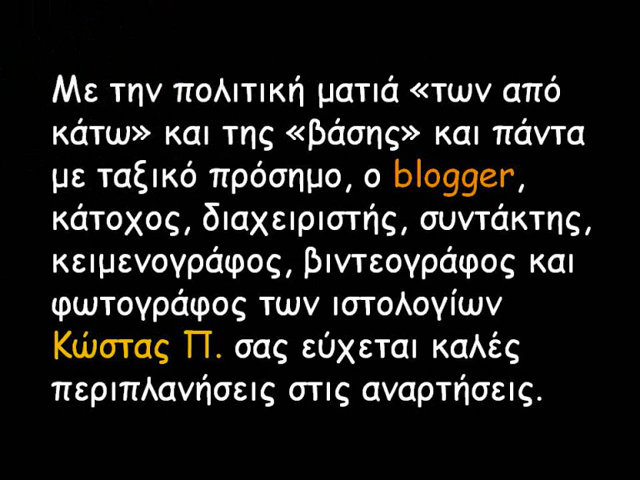 Με την πολιτική ματιά «των από
κάτω» και της «βάσης» και πάντα
με ταξικό πρόσημο, ο blogger,
κάτοχος, διαχειριστής, συντάκτης,
κειμενογράφος, βιντεογράφος και
φωτογράφος των ιστολογίων
Κώστας Π. σας εύχεται καλές
περιπλανήσεις στις αναρτήσεις.